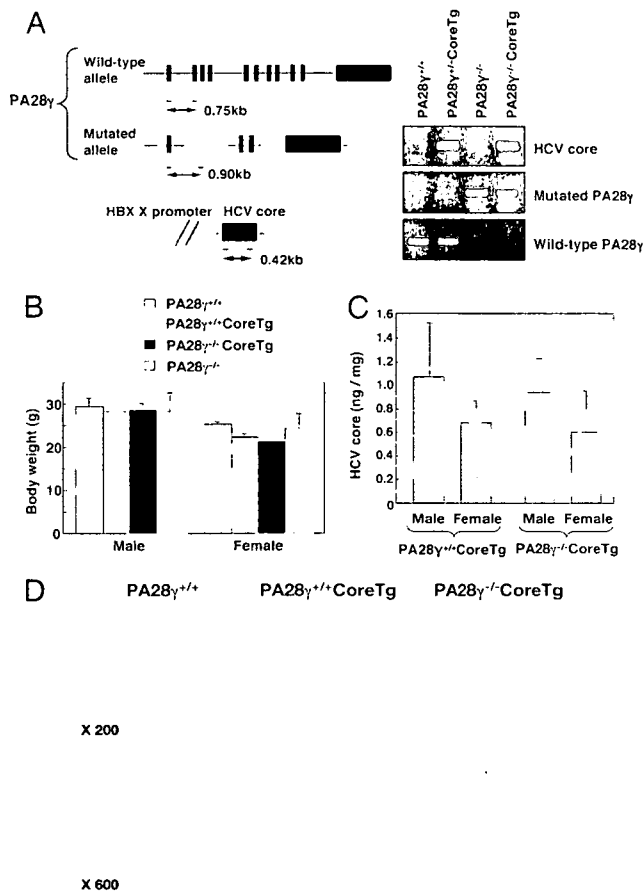 A
Wild-type
allele
PA28γ
0.75kb
Mutated
allele
0.90kb
HBX X promoter
HCV core
0.42kb
PA28γ+/+
PA28γ+/-CoreTg
PA28γ-/-
PA28γ-/-CoreTg
HCV core
Mutated PA28γ
Wild-type PA28γ
B
PA28γ+/+
PA28γ+/+CoreTg
PA28γ-/-CoreTg
PA28γ-/-
Body weight (g)
30
20
10
0
Male
Female
C
HCV core (ng / mg)
1.6
1.4
1.2
1.0
0.8
0.6
0.4
0.2
0
Male
Female
Male
Female
PA28γ+/+CoreTg
PA28γ-/-CoreTg
D
PA28γ+/+
PA28γ+/+CoreTg
PA28γ-/-CoreTg
X 200
X 600